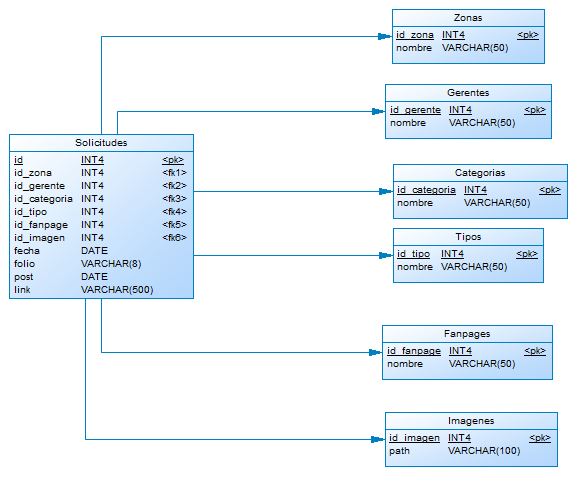 Zonas
id_zona INT4 <pk>
nombre VARCHAR(50)
Gerentes
id_gerente INT4 <pk>
nombre VARCHAR(50)
Solicitudes
id INT4 <pk>
id_zona INT4 <fk1>
id_gerente INT4 <fk2>
id_categoria INT4 <fk3>
id_tipo INT4 <fk4>
id_fanpage INT4 <fk5>
id_imagen INT4 <fk6>
fecha DATE
folio VARCHAR(8)
post DATE
link VARCHAR(500)
Categorias
id_categoria INT4 <pk>
nombre VARCHAR(50)
Tipos
id_tipo INT4 <pk>
nombre VARCHAR(50)
Fanpages
id_fanpage INT4 <pk>
nombre VARCHAR(50)
Imagenes
id_imagen INT4 <pk>
path VARCHAR(100)